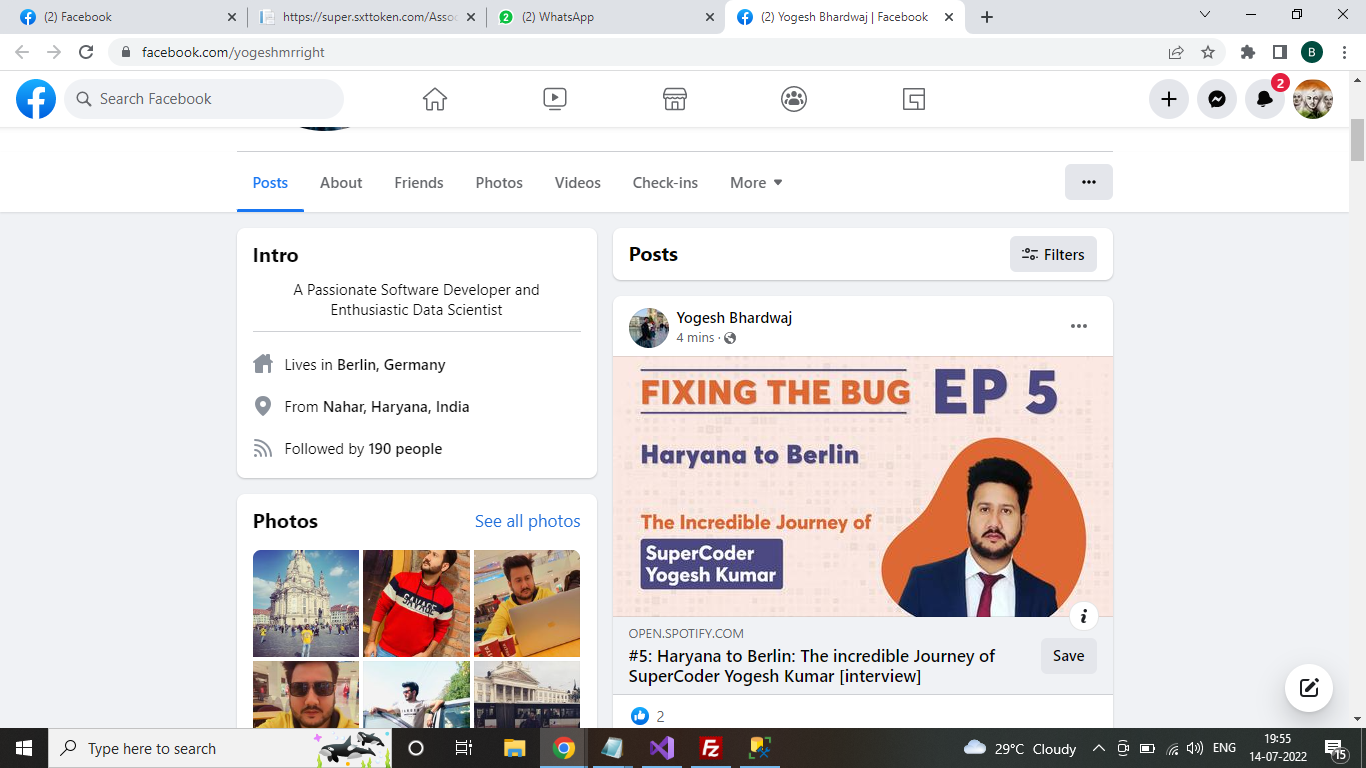 (2) Facebook
https://super.sxttoken.com/Assoc
(2) WhatsApp
(2) Yogesh Bhardwaj | Facebook
facebook.com/yogeshmrright
B
Search Facebook
2
Posts
About
Friends
Photos
Videos
Check-ins
More
Intro
A Passionate Software Developer and
Enthusiastic Data Scientist
Lives in Berlin, Germany
From Nahar, Haryana, India
Followed by 190 people
Photos
See all photos
SAVAGE
Posts
Filters
Yogesh Bhardwaj
4 mins ·
FIXING THE BUG
EP 5
Haryana to Berlin
The Incredible Journey of
SuperCoder
Yogesh Kumar
OPEN.SPOTIFY.COM
#5: Haryana to Berlin: The incredible Journey of
SuperCoder Yogesh Kumar [interview]
Save
2
Type here to search
29°C Cloudy
ENG
19:55
14-07-2022
15